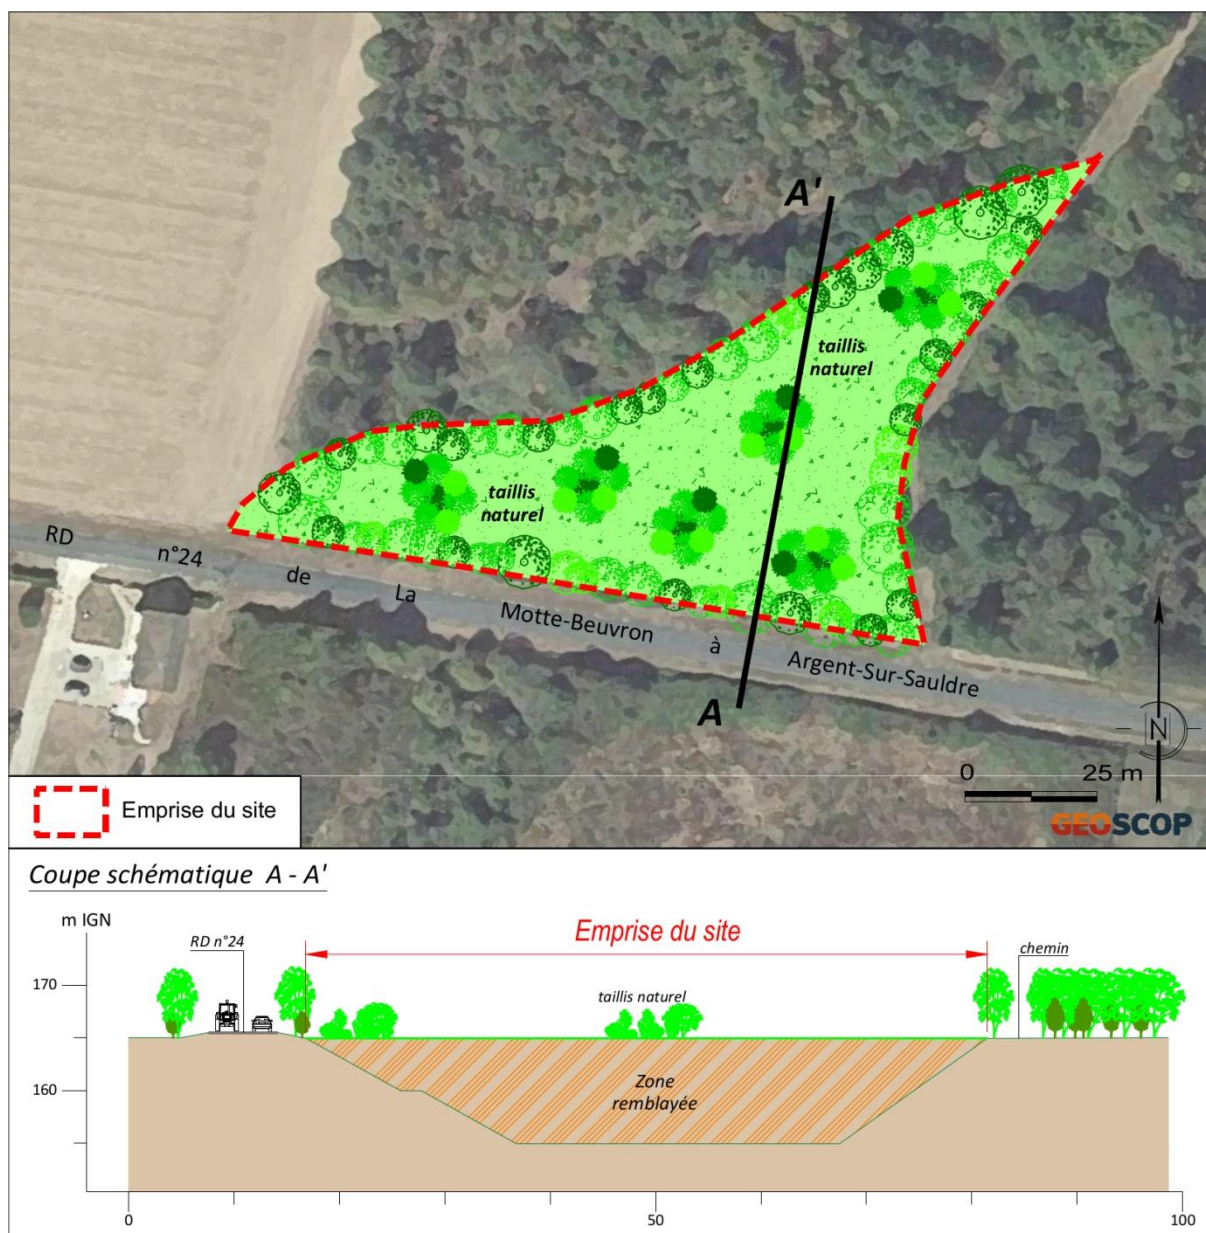 A'
taillis
naturel
taillis
naturel
RD n°24 de La Motte-Beuvron à Argent-Sur-Sauldre
A
N
0 25 m
GEOSCOP
Emprise du site
Coupe schématique A - A'
m IGN
RD n°24
Emprise du site
chemin
170
taillis naturel
160
Zone
remblayée
0 50 100